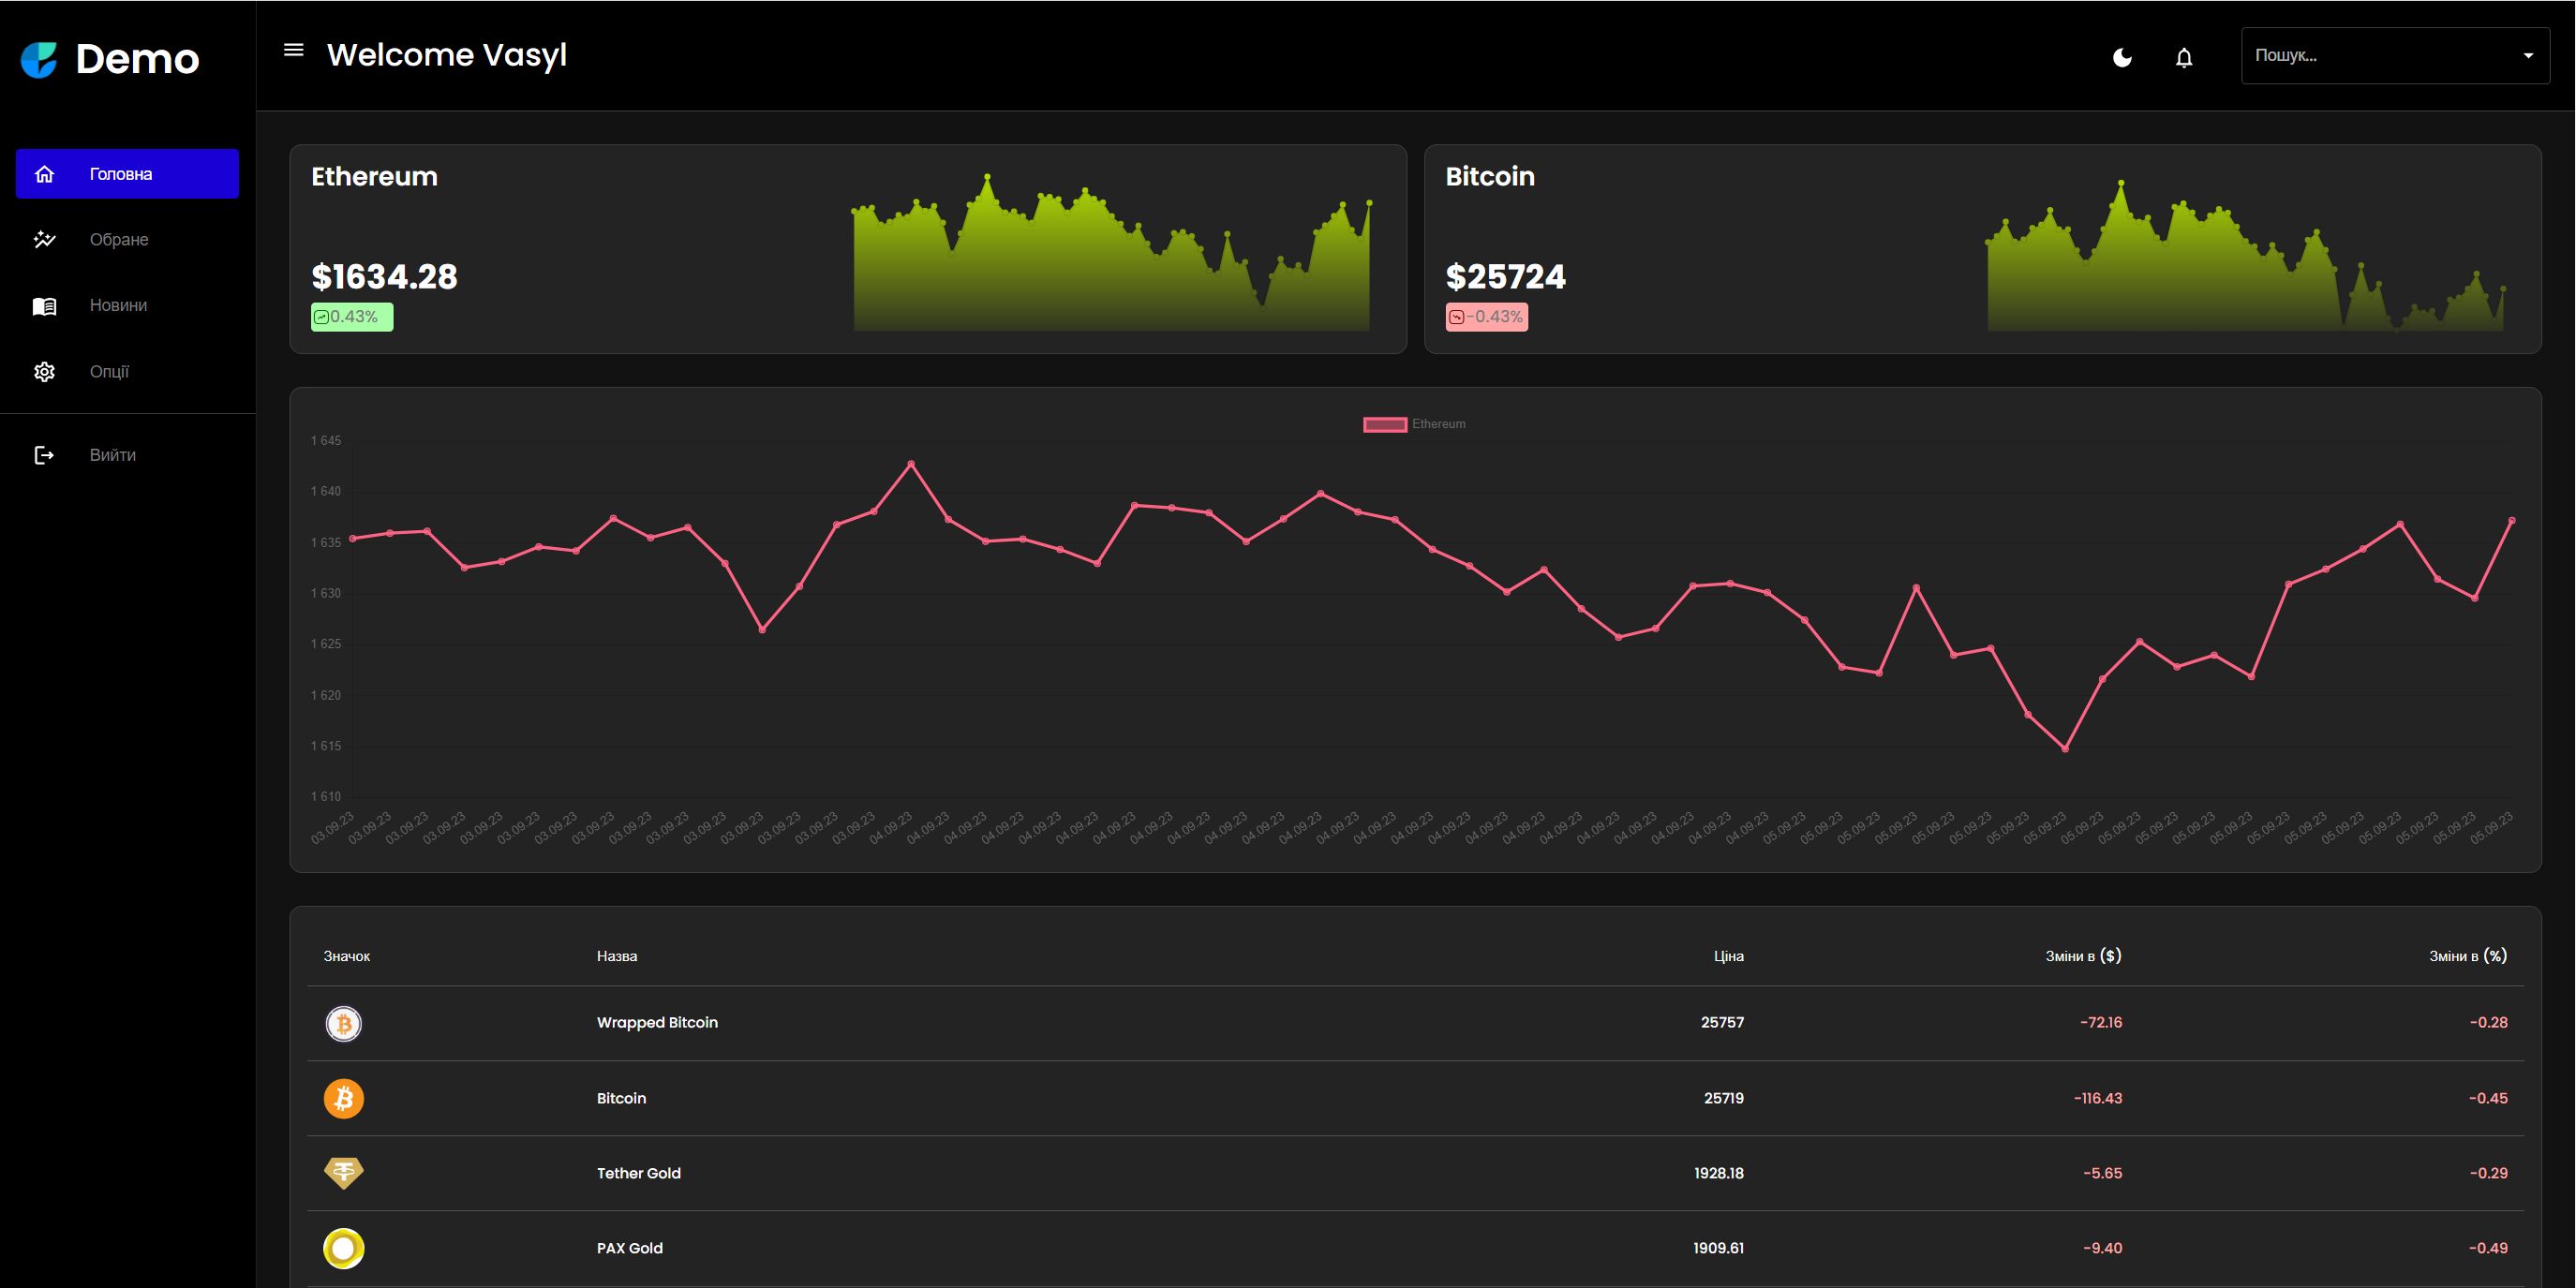 Demo
Welcome Vasyl
Пошук...
Головна
Обране
Новини
Опції
Вийти
Ethereum
$1634.28
0.43%
Bitcoin
$25724
-0.43%
Ethereum
1 645
1 640
1 635
1 630
1 625
1 620
1 615
1 610
03.09.23 03.09.23 03.09.23 03.09.23 03.09.23 03.09.23 03.09.23 03.09.23 03.09.23 03.09.23 03.09.23 03.09.23 03.09.23 03.09.23 03.09.23 04.09.23 04.09.23 04.09.23 04.09.23 04.09.23 04.09.23 04.09.23 04.09.23 04.09.23 04.09.23 04.09.23 04.09.23 04.09.23 04.09.23 04.09.23 04.09.23 04.09.23 04.09.23 04.09.23 04.09.23 04.09.23 04.09.23 04.09.23 04.09.23 05.09.23 05.09.23 05.09.23 05.09.23 05.09.23 05.09.23 05.09.23 05.09.23 05.09.23 05.09.23 05.09.23 05.09.23 05.09.23 05.09.23 05.09.23 05.09.23 05.09.23 05.09.23 05.09.23 05.09.23
Значок Назва Ціна Зміни в ($) Зміни в (%)
Wrapped Bitcoin 25757 -72.16 -0.28
Bitcoin 25719 -116.43 -0.45
Tether Gold 1928.18 -5.65 -0.29
PAX Gold 1909.61 -9.40 -0.49